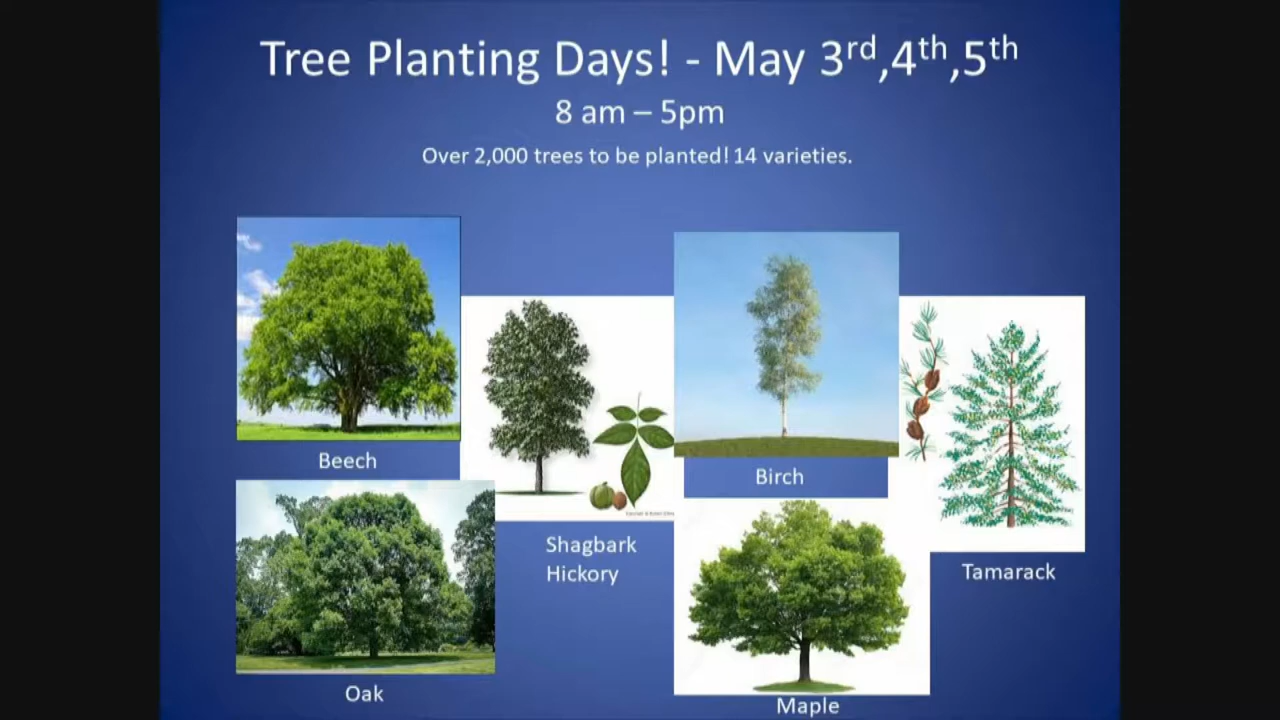 Tree Planting Days! - May 3rd,4th,5th
8 am – 5pm
Over 2,000 trees to be planted! 14 varieties.
Beech
Birch
Shagbark
Hickory
Tamarack
Oak
Maple